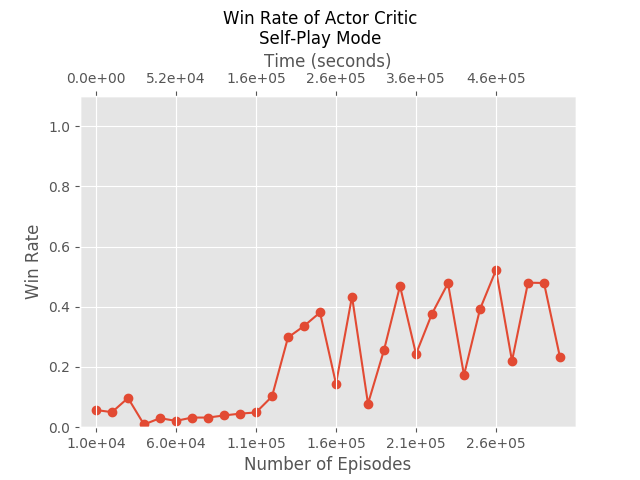 Win Rate of Actor Critic
Self-Play Mode
Time (seconds)
0.0e+00 5.2e+04 1.6e+05 2.6e+05 3.6e+05 4.6e+05
1.0
0.8
0.6
0.4
0.2
0.0
Win Rate
1.0e+04 6.0e+04 1.1e+05 1.6e+05 2.1e+05 2.6e+05
Number of Episodes